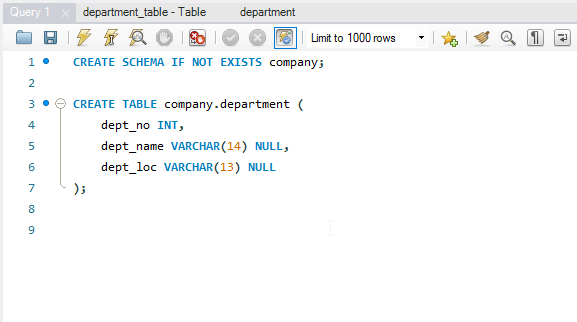 Query 1 department_table - Table department
Limit to 1000 rows
1 CREATE SCHEMA IF NOT EXISTS company;
2
3 CREATE TABLE company.department (
4 dept_no INT,
5 dept_name VARCHAR(14) NULL,
6 dept_loc VARCHAR(13) NULL
7 );
8
9